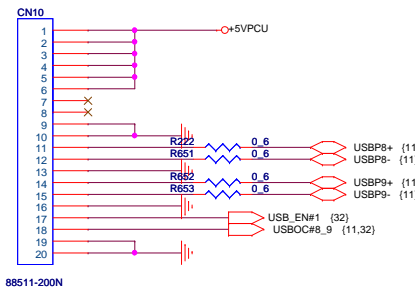 CN10
1
+5VPCU
2
3
4
5
6
7
8
9
10
R222 0_6
11 USBP8+ {11
R651
12 USBP8- {11
13
R652 0_6
14 USBP9+ {11
R653
15 USBP9- {11
16
17 USB_EN#1 {32}
18 USBOC#8_9 {11,32}
19
20
88511-200N